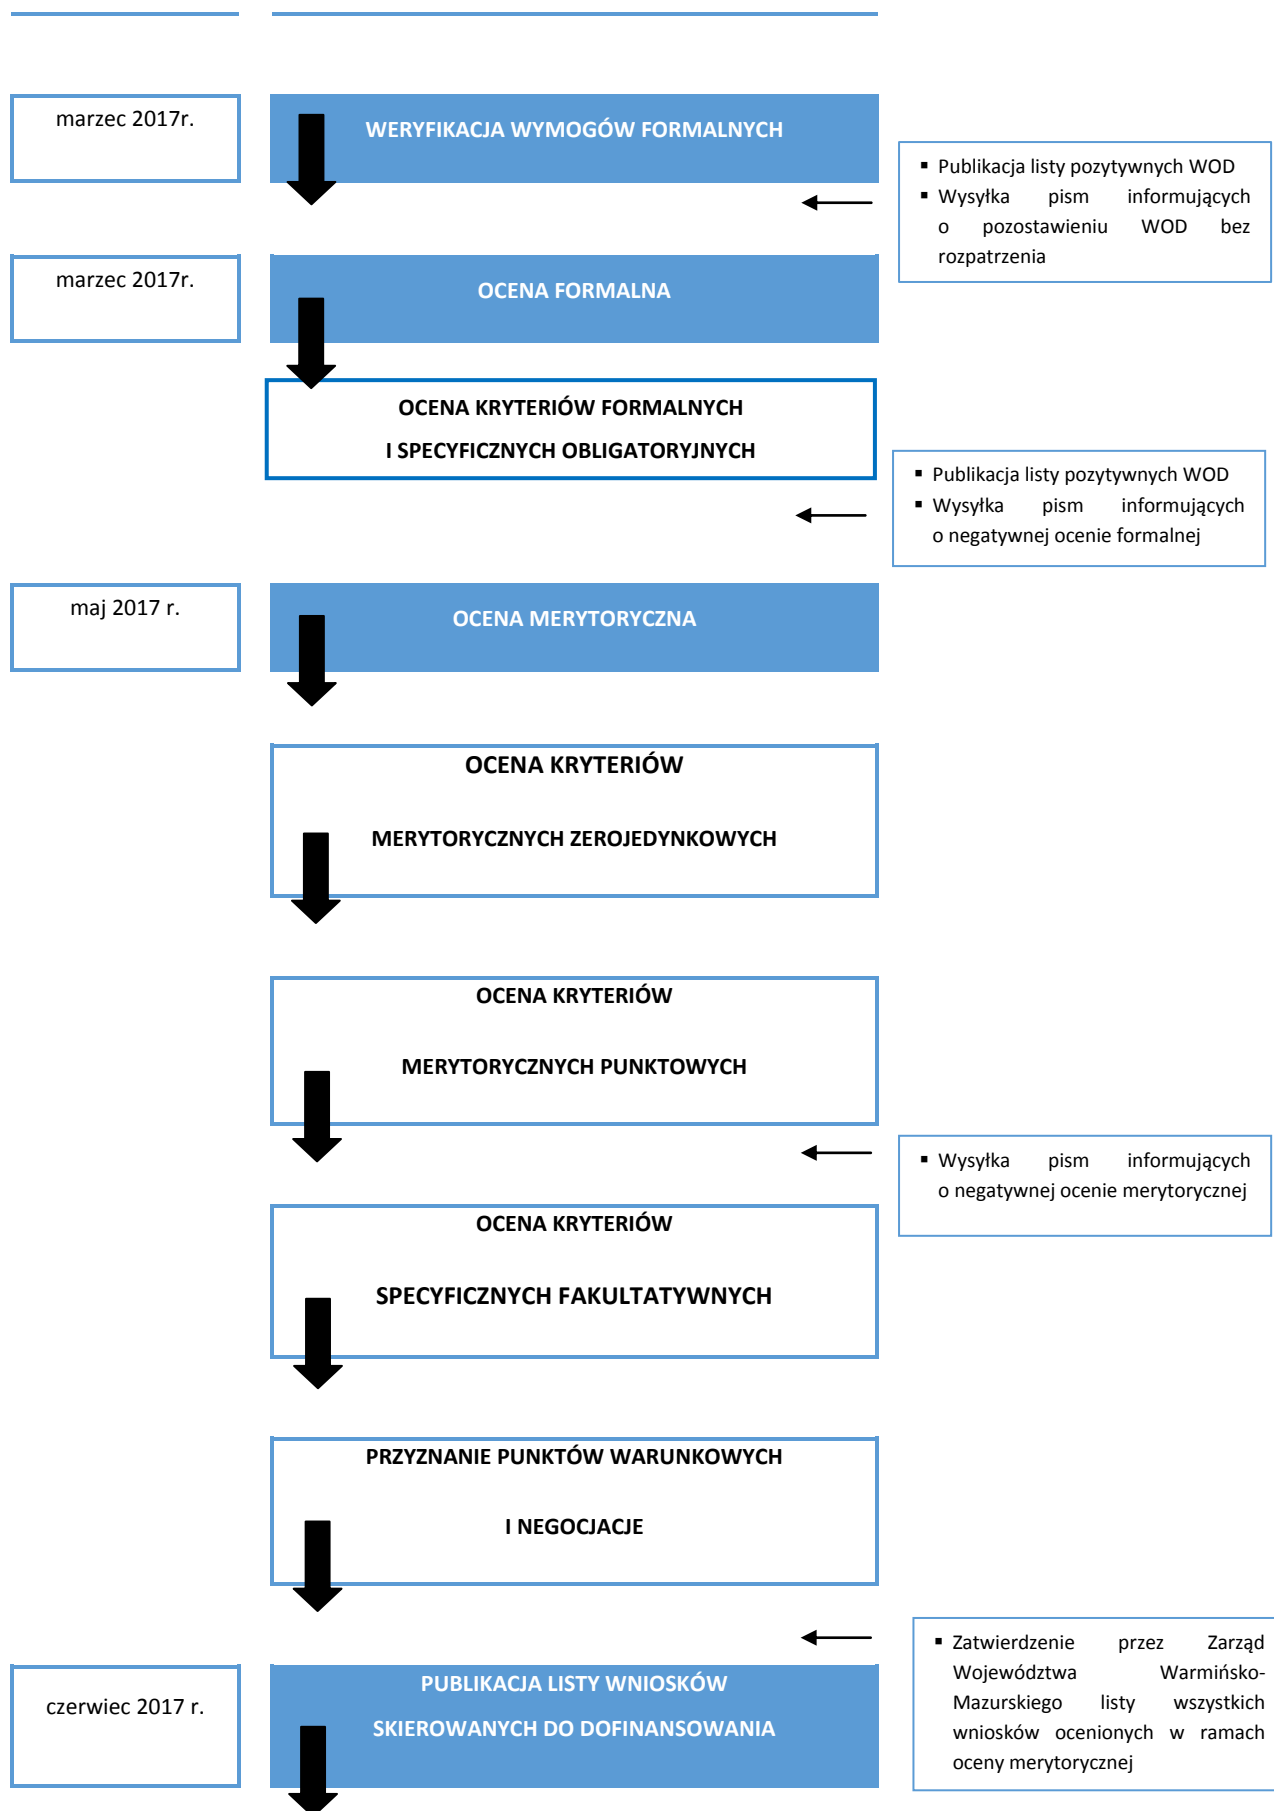 marzec 2017r.
WERYFIKACJA WYMOGÓW FORMALNYCH
▪ Publikacja listy pozytywnych WOD
▪ Wysyłka pism informujących
o pozostawieniu WOD bez
rozpatrzenia
marzec 2017r.
OCENA FORMALNA
OCENA KRYTERIÓW FORMALNYCH
I SPECYFICZNYCH OBLIGATORYJNYCH
▪ Publikacja listy pozytywnych WOD
▪ Wysyłka pism informujących
o negatywnej ocenie formalnej
maj 2017 r.
OCENA MERYTORYCZNA
OCENA KRYTERIÓW
MERYTORYCZNYCH ZEROJEDYNKOWYCH
OCENA KRYTERIÓW
MERYTORYCZNYCH PUNKTOWYCH
▪ Wysyłka pism informujących
o negatywnej ocenie merytorycznej
OCENA KRYTERIÓW
SPECYFICZNYCH FAKULTATYWNYCH
PRZYZNANIE PUNKTÓW WARUNKOWYCH
I NEGOCJACJE
▪ Zatwierdzenie przez Zarząd
Województwa Warmińsko-
Mazurskiego listy wszystkich
wniosków ocenionych w ramach
oceny merytorycznej
czerwiec 2017 r.
PUBLIKACJA LISTY WNIOSKÓW
SKIEROWANYCH DO DOFINANSOWANIA